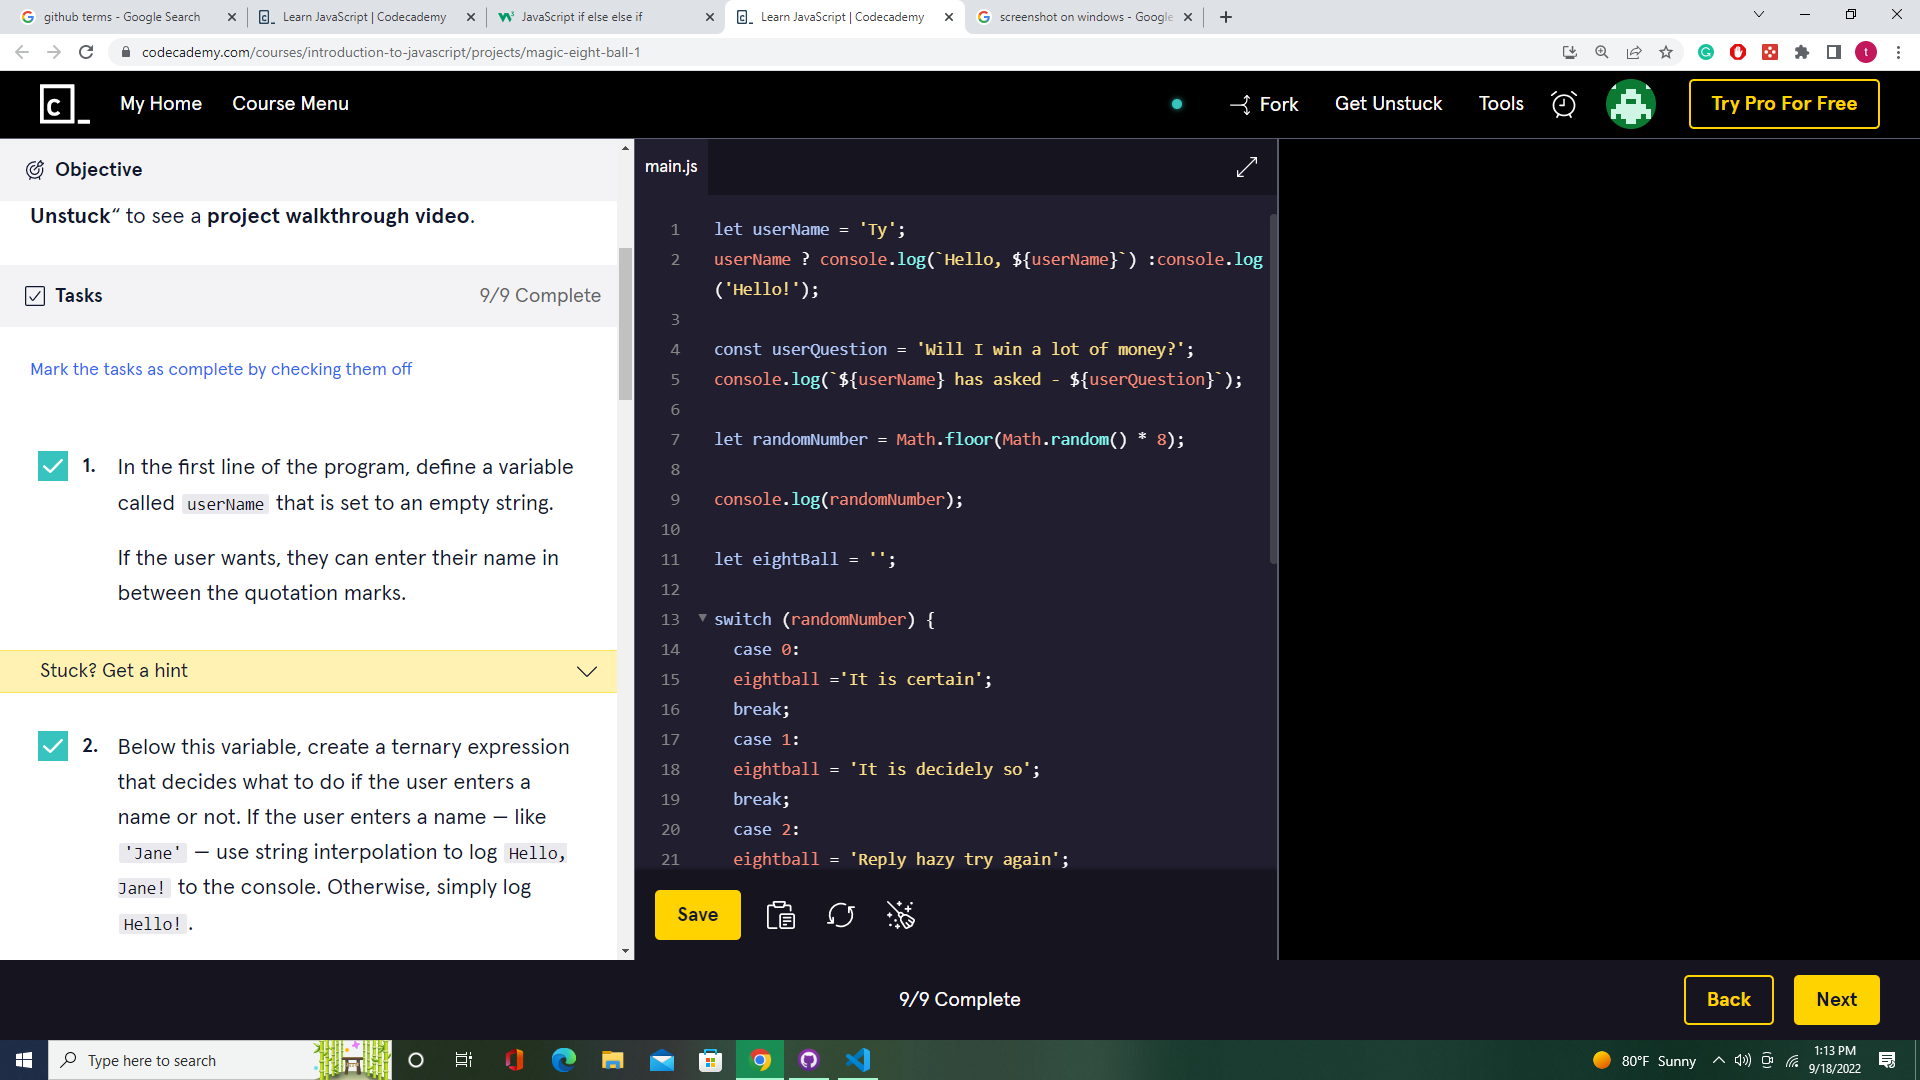 github terms - Google Search
Learn JavaScript | Codecademy
JavaScript if else else if
Learn JavaScript | Codecademy
screenshot on windows - Google
codecademy.com/courses/introduction-to-javascript/projects/magic-eight-ball-1
t
c_
My Home
Course Menu
Fork
Get Unstuck
Tools
Try Pro For Free
Objective
Unstuck“ to see a project walkthrough video.
Tasks
9/9 Complete
Mark the tasks as complete by checking them off
1. In the first line of the program, define a variable
called userName that is set to an empty string.
If the user wants, they can enter their name in
between the quotation marks.
Stuck? Get a hint
2. Below this variable, create a ternary expression
that decides what to do if the user enters a
name or not. If the user enters a name — like
'Jane' — use string interpolation to log Hello,
Jane! to the console. Otherwise, simply log
Hello!.
main.js
1 let userName = 'Ty';
2 userName ? console.log(`Hello, ${userName}`) :console.log
('Hello!');
3
4 const userQuestion = 'Will I win a lot of money?';
5 console.log(`${userName} has asked - ${userQuestion}`);
6
7 let randomNumber = Math.floor(Math.random() * 8);
8
9 console.log(randomNumber);
10
11 let eightBall = '';
12
13 switch (randomNumber) {
14 case 0:
15 eightball ='It is certain';
16 break;
17 case 1:
18 eightball = 'It is decidely so';
19 break;
20 case 2:
21 eightball = 'Reply hazy try again';
Save
9/9 Complete
Back
Next
Type here to search
80°F Sunny
1:13 PM
9/18/2022